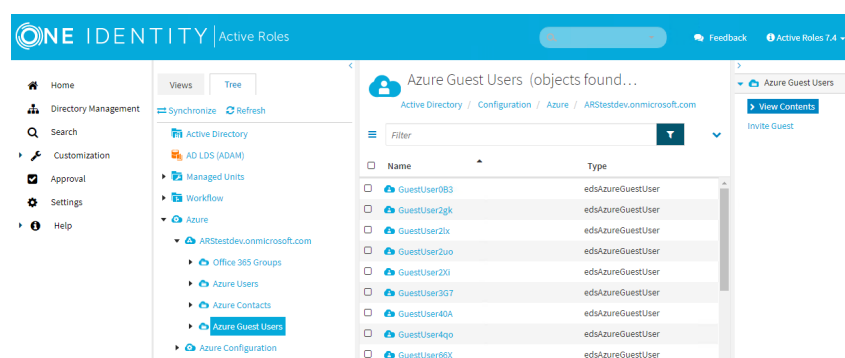 ONE IDENTITY Active Roles
Feedback
Active Roles 7.4
Home
Directory Management
Search
Customization
Approval
Settings
Help
Views
Tree
Synchronize
Refresh
Active Directory
AD LDS (ADAM)
Managed Units
Workflow
Azure
ARStestdev.onmicrosoft.com
Office 365 Groups
Azure Users
Azure Contacts
Azure Guest Users
Azure Configuration
Azure Guest Users (objects found...
Active Directory / Configuration / Azure / ARStestdev.onmicrosoft.com
Filter
Name Type
GuestUser0B3 edsAzureGuestUser
GuestUser2gk edsAzureGuestUser
GuestUser2lx edsAzureGuestUser
GuestUser2uo edsAzureGuestUser
GuestUser2Xi edsAzureGuestUser
GuestUser3G7 edsAzureGuestUser
GuestUser40A edsAzureGuestUser
GuestUser4qo edsAzureGuestUser
GuestUser66X edsAzureGuestUser
Azure Guest Users
View Contents
Invite Guest